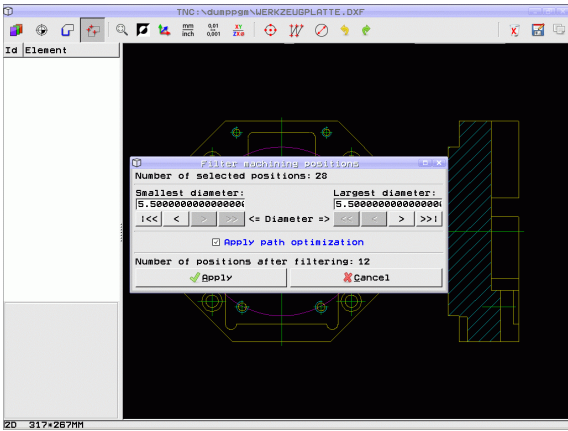 TNC:\dumppgm\WERKZEUGPLATTE.DXF
mm inch 0,01 0,001 XY ZXØ
Id Element
Filter machining positions
Number of selected positions: 28
Smallest diameter: Largest diameter:
5.5000000000000000 5.5000000000000000
|<< < > >> <= Diameter => << < > >>|
Apply path optimization
Number of positions after filtering: 12
Apply Cancel
2D 317*267MM